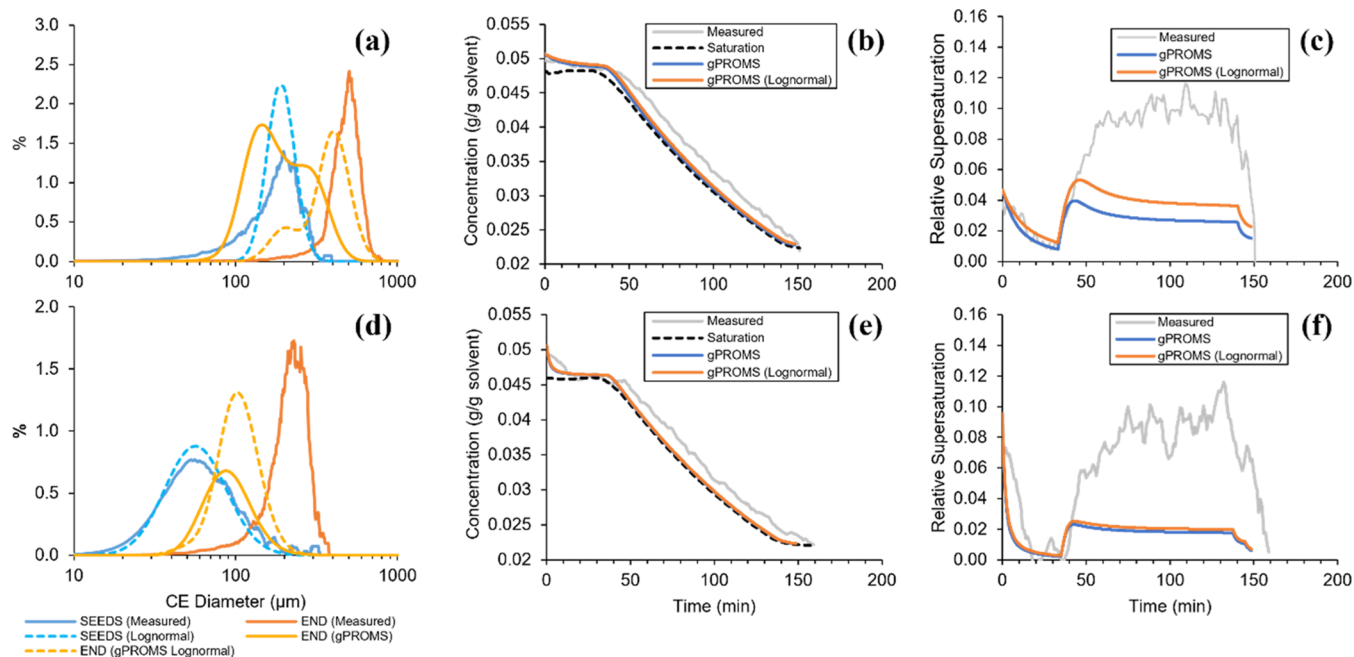 3.0
2.5
2.0
1.5
1.0
0.5
0.0
%
10
100
1000
(a)
0.055
0.05
0.045
0.04
0.035
0.03
0.025
0.02
Concentration (g/g solvent)
0
50
100
150
200
Measured
Saturation
gPROMS
gPROMS (Lognormal)
(b)
0.16
0.14
0.12
0.10
0.08
0.06
0.04
0.02
0.00
Relative Supersaturation
0
50
100
150
200
Measured
gPROMS
gPROMS (Lognormal)
(c)
2.0
1.5
1.0
0.5
0.0
%
10
100
1000
CE Diameter (µm)
(d)
SEEDS (Measured)
END (Measured)
SEEDS (Lognormal)
END (gPROMS)
END (gPROMS Lognormal)
0.055
0.05
0.045
0.04
0.035
0.03
0.025
0.02
Concentration (g/g solvent)
0
50
100
150
200
Time (min)
Measured
Saturation
gPROMS
gPROMS (Lognormal)
(e)
0.16
0.14
0.12
0.10
0.08
0.06
0.04
0.02
0.00
Relative Supersaturation
0
50
100
150
200
Time (min)
Measured
gPROMS
gPROMS (Lognormal)
(f)